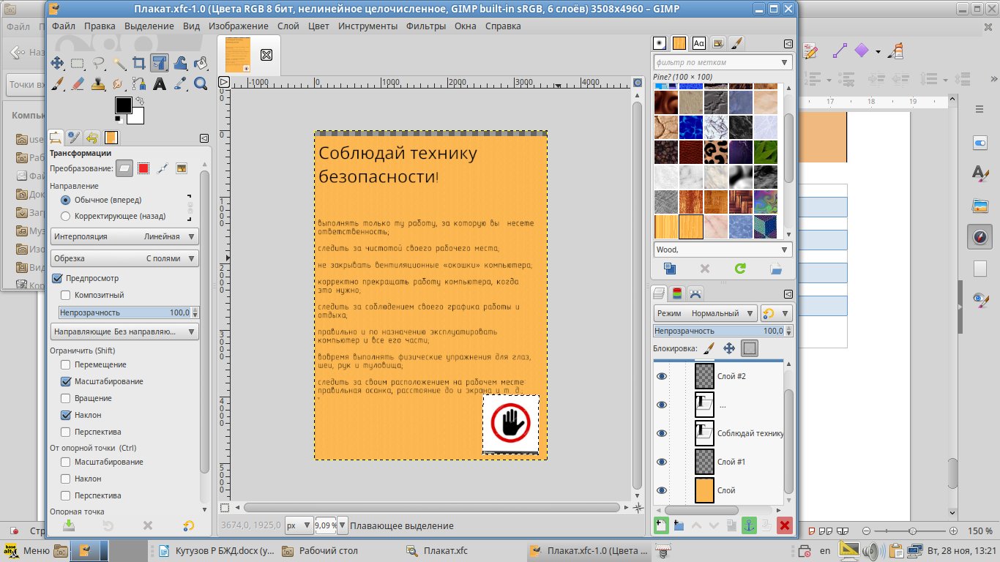 Плакат.xfc-1.0 (Цвета RGB 8 бит, нелинейное целочисленное, GIMP built-in sRGB, 6 слоёв) 3508x4960 – GIMP
Файл Правка Выделение Вид Изображение Слой Цвет Инструменты Фильтры Окна Справка
Файл
Наз
Точки вх
Компь
use
Раб
Фай
Док
Загр
Муз
Изо
Вид
Кор
Стр
Трансформации
Преобразование:
Направление
Обычное (вперед)
Корректирующее (назад)
Интерполяция Линейная
Обрезка С полями
Предпросмотр
Композитный
Непрозрачность 100,0
Направляющие Без направляю...
Ограничить (Shift)
Перемещение
Масштабирование
Вращение
Наклон
Перспектива
От опорной точки (Ctrl)
Масштабирование
Наклон
Перспектива
Опорная точка
-1000 0 1000 2000 3000 4000
0
1000
2000
3000
4000
5000
Соблюдай технику
безопасности!
выполнять только ту работу, за которую вы несете
ответственность;
следить за чистотой своего рабочего места;
не закрывать вентиляционные «окошки» компьютера;
корректно прекращать работу компьютера, когда
это нужно;
следить за соблюдением своего графика работы и
отдыха;
правильно и по назначению эксплуатировать
компьютер и все его части;
вовремя выполнять физические упражнения для глаз,
шеи, рук и туловища;
следить за своим расположением на рабочем месте:
правильная осанка, расстояние до и экрана и т. д.
3674,0, 1925,0 px 9,09 % Плавающее выделение
фильтр по меткам
Pine? (100 × 100)
Wood,
Режим Нормальный
Непрозрачность 100,0
Блокировка:
Слой #2
...
Соблюдай технику
Слой #1
Слой
17 18 19
150 %
Меню
Кутузов Р БЖД.docx (у...
Рабочий стол
Плакат.xfc
Плакат.xfc-1.0 (Цвета ...
en
Вт, 28 ноя, 13:21